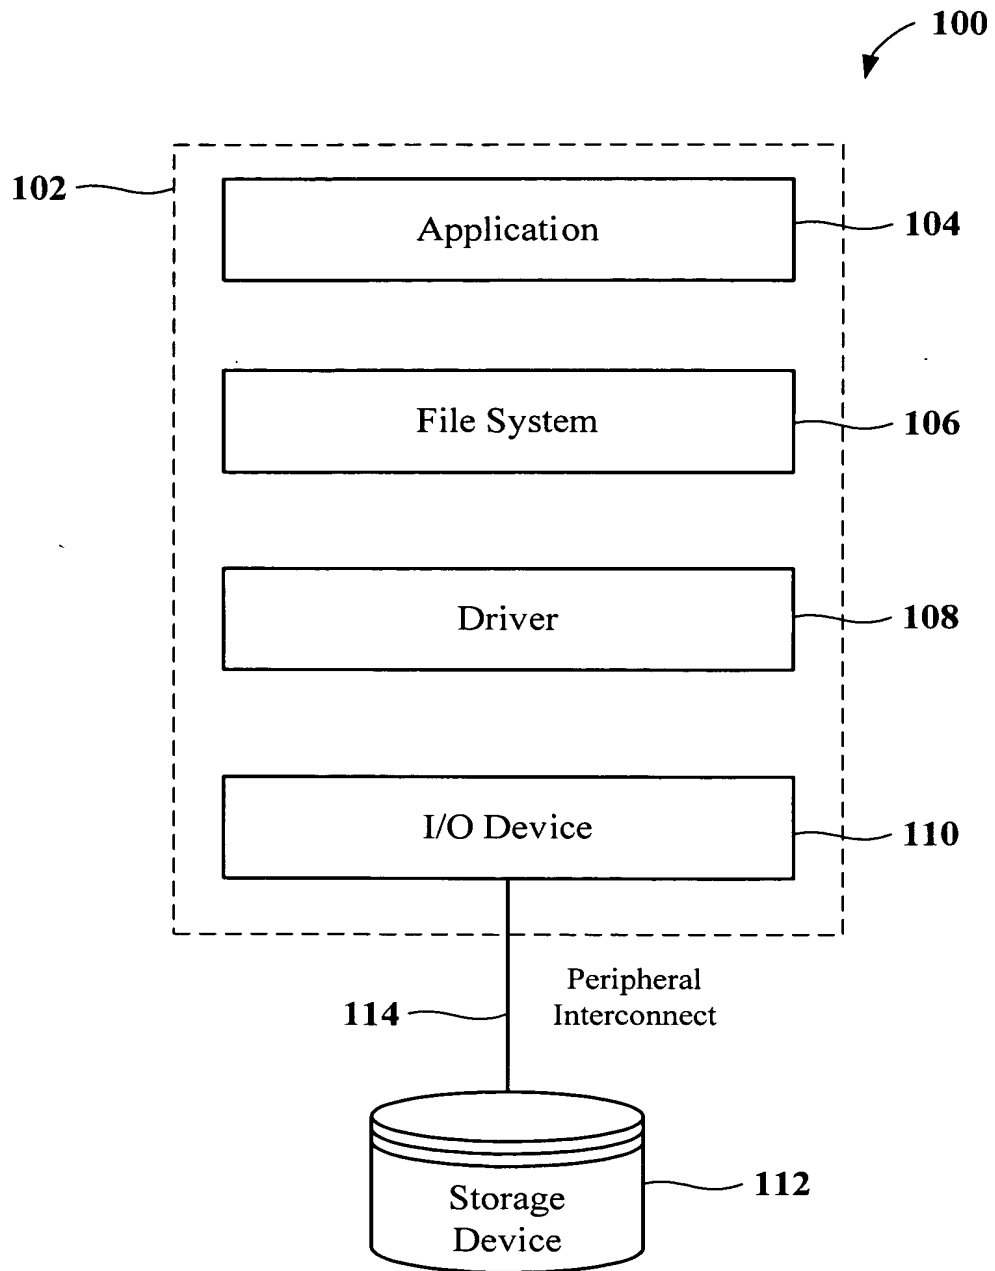 100
102
Application
104
File System
106
Driver
108
I/O Device
110
Peripheral
Interconnect
114
Storage
Device
112